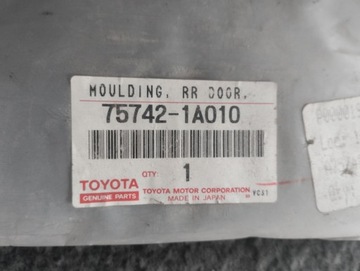 MOULDING, RR DOOR,
75742-1A010
QTY 1
TOYOTA
GENUINE PARTS
TOYOTA MOTOR CORPORATION
MADE IN JAPAN